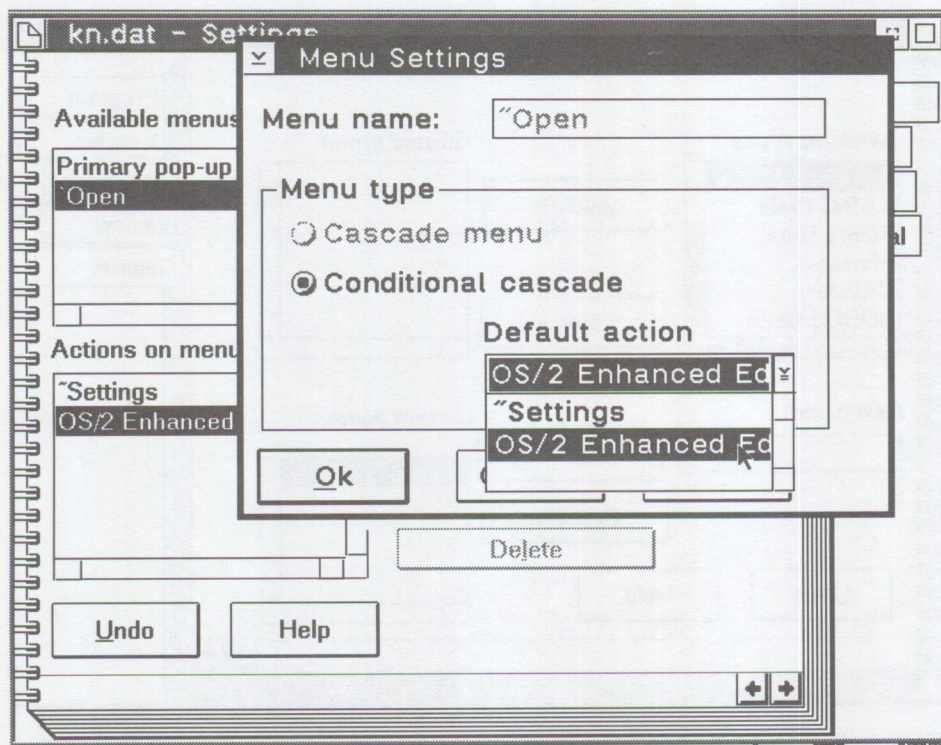 kn.dat - Settings
Menu Settings
Available menus
Menu name:
~Open
Primary pop-up
~Open
Menu type
Cascade menu
Conditional cascade
al
Default action
OS/2 Enhanced Ed
~Settings
OS/2 Enhanced Ed
Actions on menu
~Settings
OS/2 Enhanced
Ok
Delete
Undo
Help